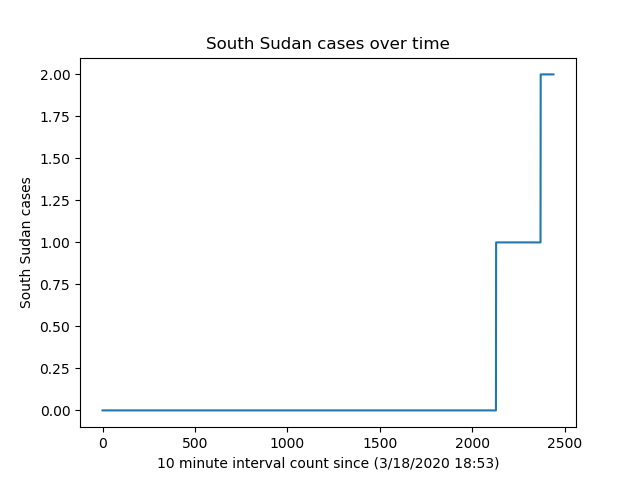 South Sudan cases over time
2.00
1.75
1.50
1.25
1.00
0.75
0.50
0.25
0.00
South Sudan cases
0 500 1000 1500 2000 2500
10 minute interval count since (3/18/2020 18:53)